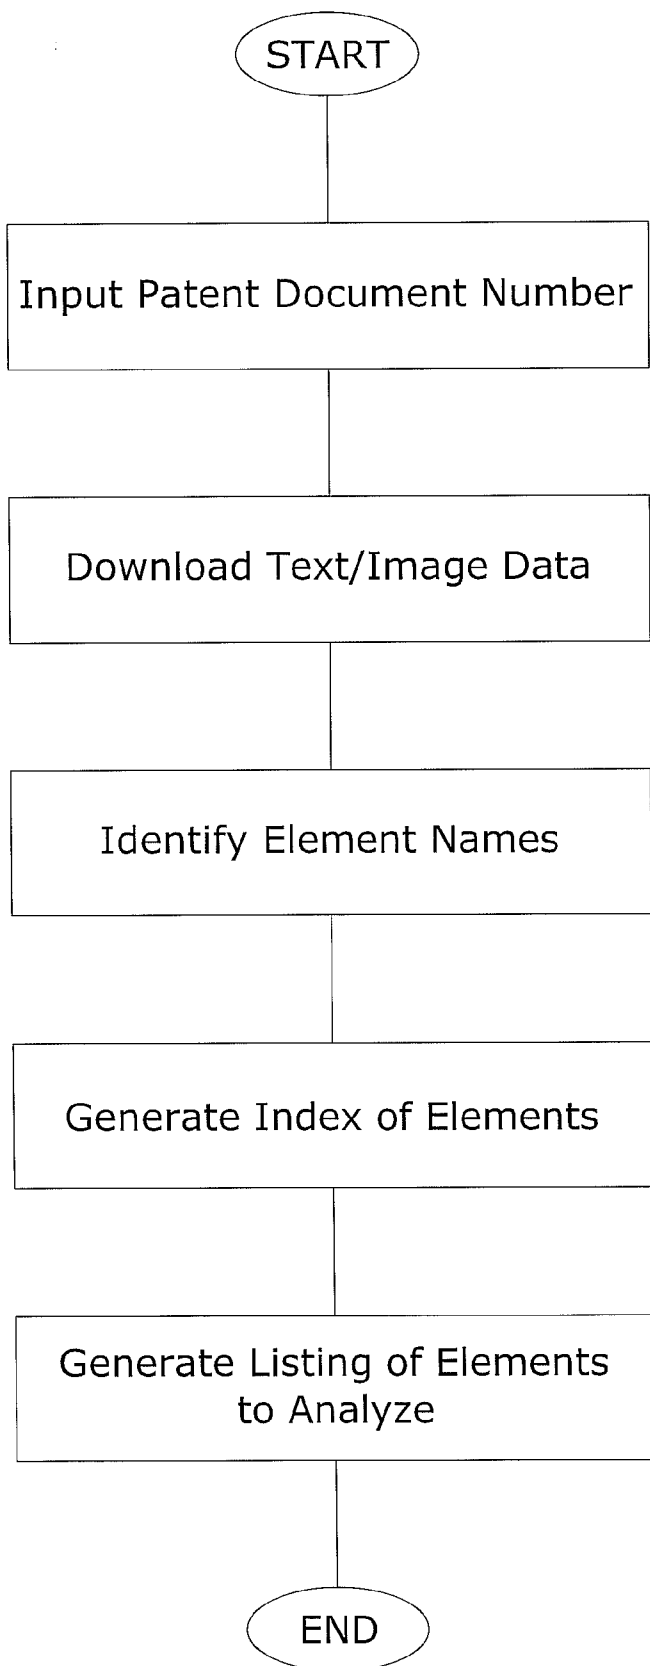 START
Input Patent Document Number
Download Text/Image Data
Identify Element Names
Generate Index of Elements
Generate Listing of Elements
to Analyze
END